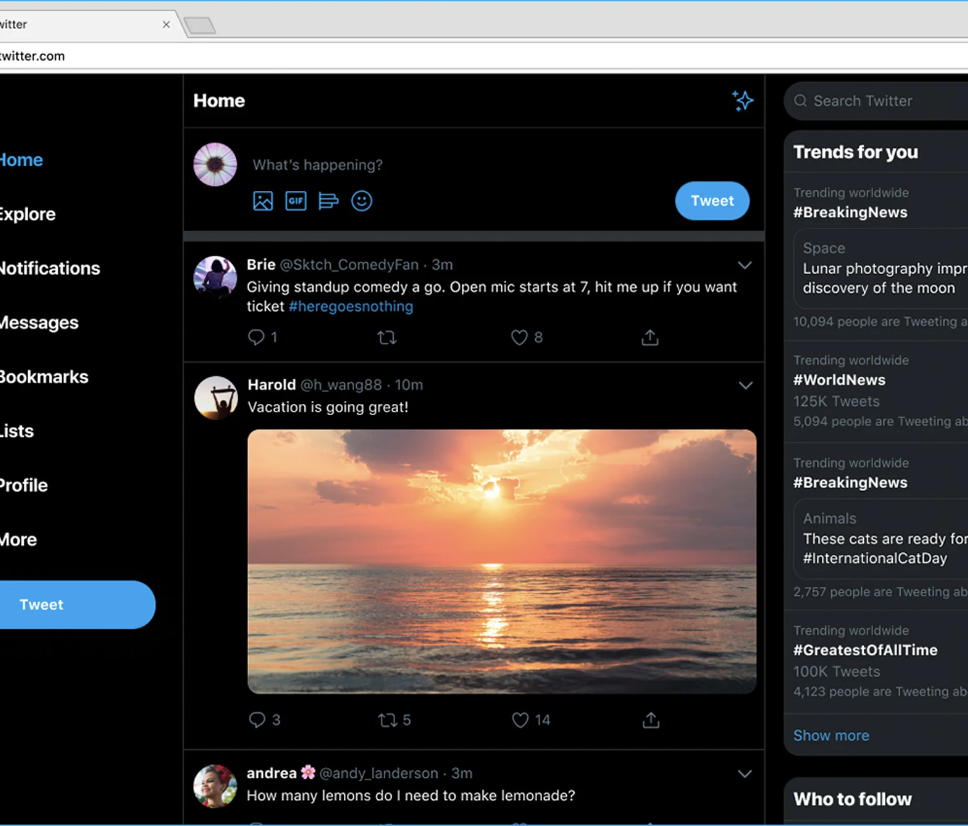 witter
twitter.com
Home
Explore
Notifications
Messages
Bookmarks
Lists
Profile
More
Tweet
Home
What's happening?
GIF
Tweet
Brie @Sktch_ComedyFan · 3m
Giving standup comedy a go. Open mic starts at 7, hit me up if you want
ticket #heregoesnothing
1
8
Harold @h_wang88 · 10m
Vacation is going great!
3
5
14
andrea 🌸 @andy_landerson · 3m
How many lemons do I need to make lemonade?
Search Twitter
Trends for you
Trending worldwide
#BreakingNews
Space
Lunar photography impr
discovery of the moon
10,094 people are Tweeting a
Trending worldwide
#WorldNews
125K Tweets
5,094 people are Tweeting ab
Trending worldwide
#BreakingNews
Animals
These cats are ready for
#InternationalCatDay
2,757 people are Tweeting ab
Trending worldwide
#GreatestOfAllTime
100K Tweets
4,123 people are Tweeting ab
Show more
Who to follow